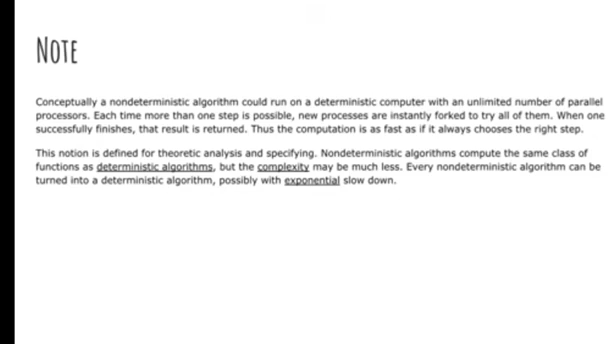 NOTE
Conceptually a nondeterministic algorithm could run on a deterministic computer with an unlimited number of parallel
processors. Each time more than one step is possible, new processes are instantly forked to try all of them. When one
successfully finishes, that result is returned. Thus the computation is as fast as if it always chooses the right step.
This notion is defined for theoretic analysis and specifying. Nondeterministic algorithms compute the same class of
functions as deterministic algorithms, but the complexity may be much less. Every nondeterministic algorithm can be
turned into a deterministic algorithm, possibly with exponential slow down.